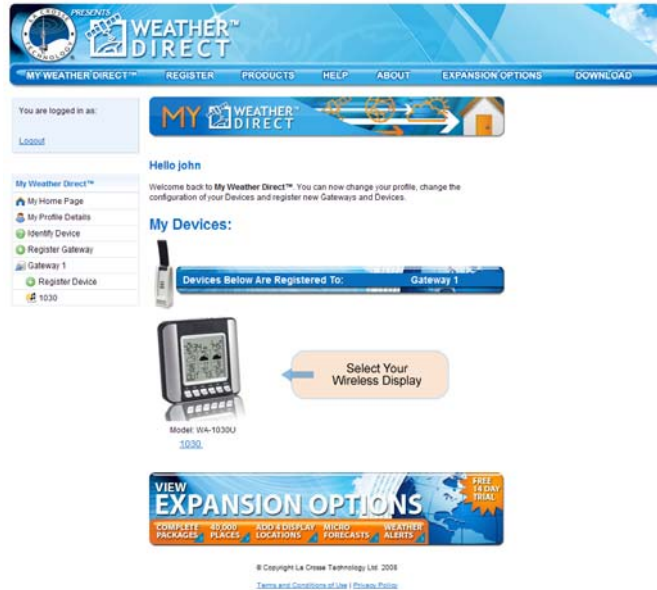 LA CROSSE TECHNOLOGY
PRESENTS
WEATHER™
DIRECT
MY WEATHER DIRECT™ REGISTER PRODUCTS HELP ABOUT EXPANSION OPTIONS DOWNLOAD
You are logged in as:
Logout
MY WEATHER DIRECT
Hello john
Welcome back to My Weather Direct™. You can now change your profile, change the
configuration of your Devices and register new Gateways and Devices.
My Weather Direct™
My Home Page
My Profile Details
Identify Device
Register Gateway
Gateway 1
Register Device
1030
My Devices:
Devices Below Are Registered To: Gateway 1
Select Your
Wireless Display
Model: WA-1030U
1030
VIEW
EXPANSION OPTIONS
FREE
14 DAY
TRIAL
COMPLETE
PACKAGES
40,000
PLACES
ADD 4 DISPLAY
LOCATIONS
MICRO
FORECASTS
WEATHER
ALERTS
© Copyright La Crosse Technology Ltd. 2008
Terms and Conditions of Use | Privacy Policy